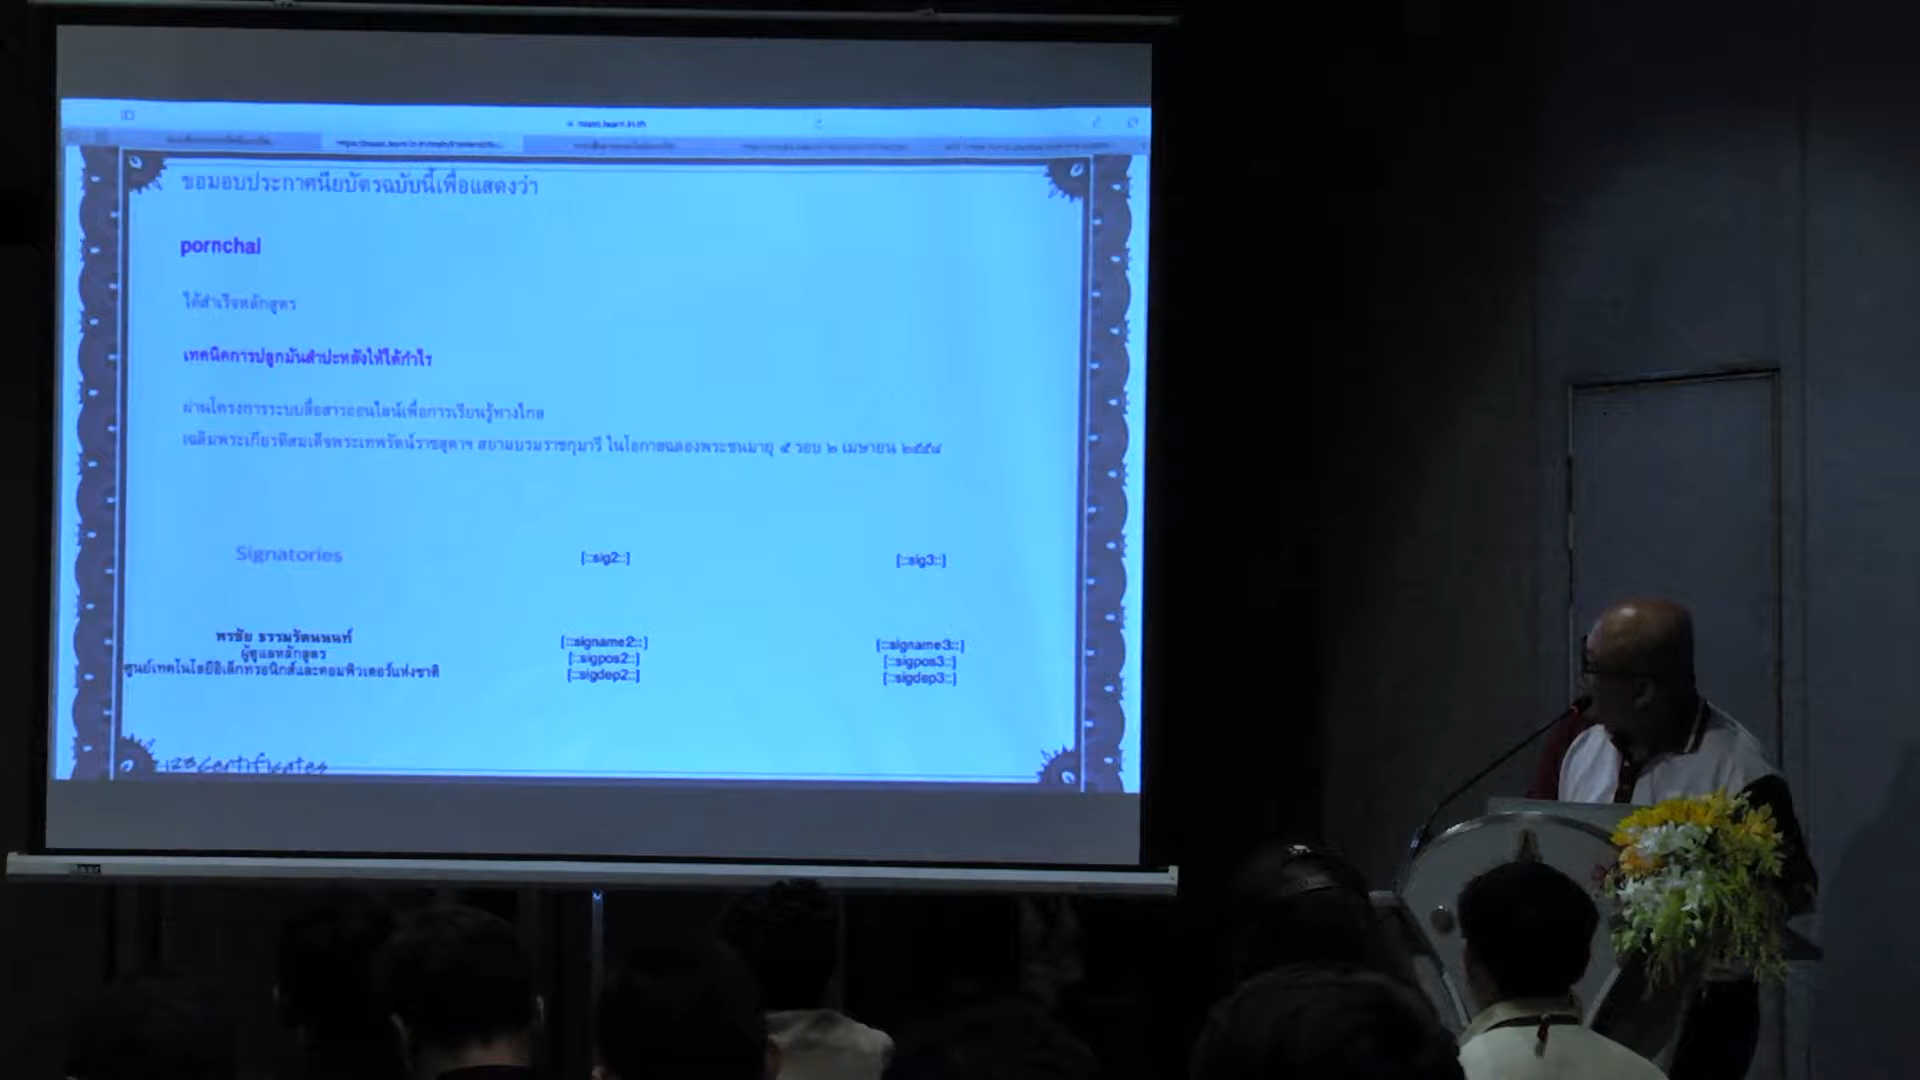 mooc.learn.in.th
ขอมอบประกาศนียบัตรฉบับนี้เพื่อแสดงว่า
pornchai
ได้สำเร็จหลักสูตร
เทคนิคการปลูกมันสำปะหลังให้ได้กำไร
ผ่านโครงการระบบสื่อสารออนไลน์เพื่อการเรียนรู้ทางไกล
เฉลิมพระเกียรติสมเด็จพระเทพรัตน์ราชสุดาฯ สยามบรมราชกุมารี ในโอกาสฉลองพระชนมายุ ๕ รอบ ๒ เมษายน ๒๕๕๘
Signatories [::sig2::] [::sig3::]
พรชัย ธรรมรัตนนนท์ [::signame2::] [::signame3::]
ผู้ดูแลหลักสูตร [::sigpos2::] [::sigpos3::]
ศูนย์เทคโนโลยีอิเล็กทรอนิกส์และคอมพิวเตอร์แห่งชาติ [::sigdep2::] [::sigdep3::]
123Certificates